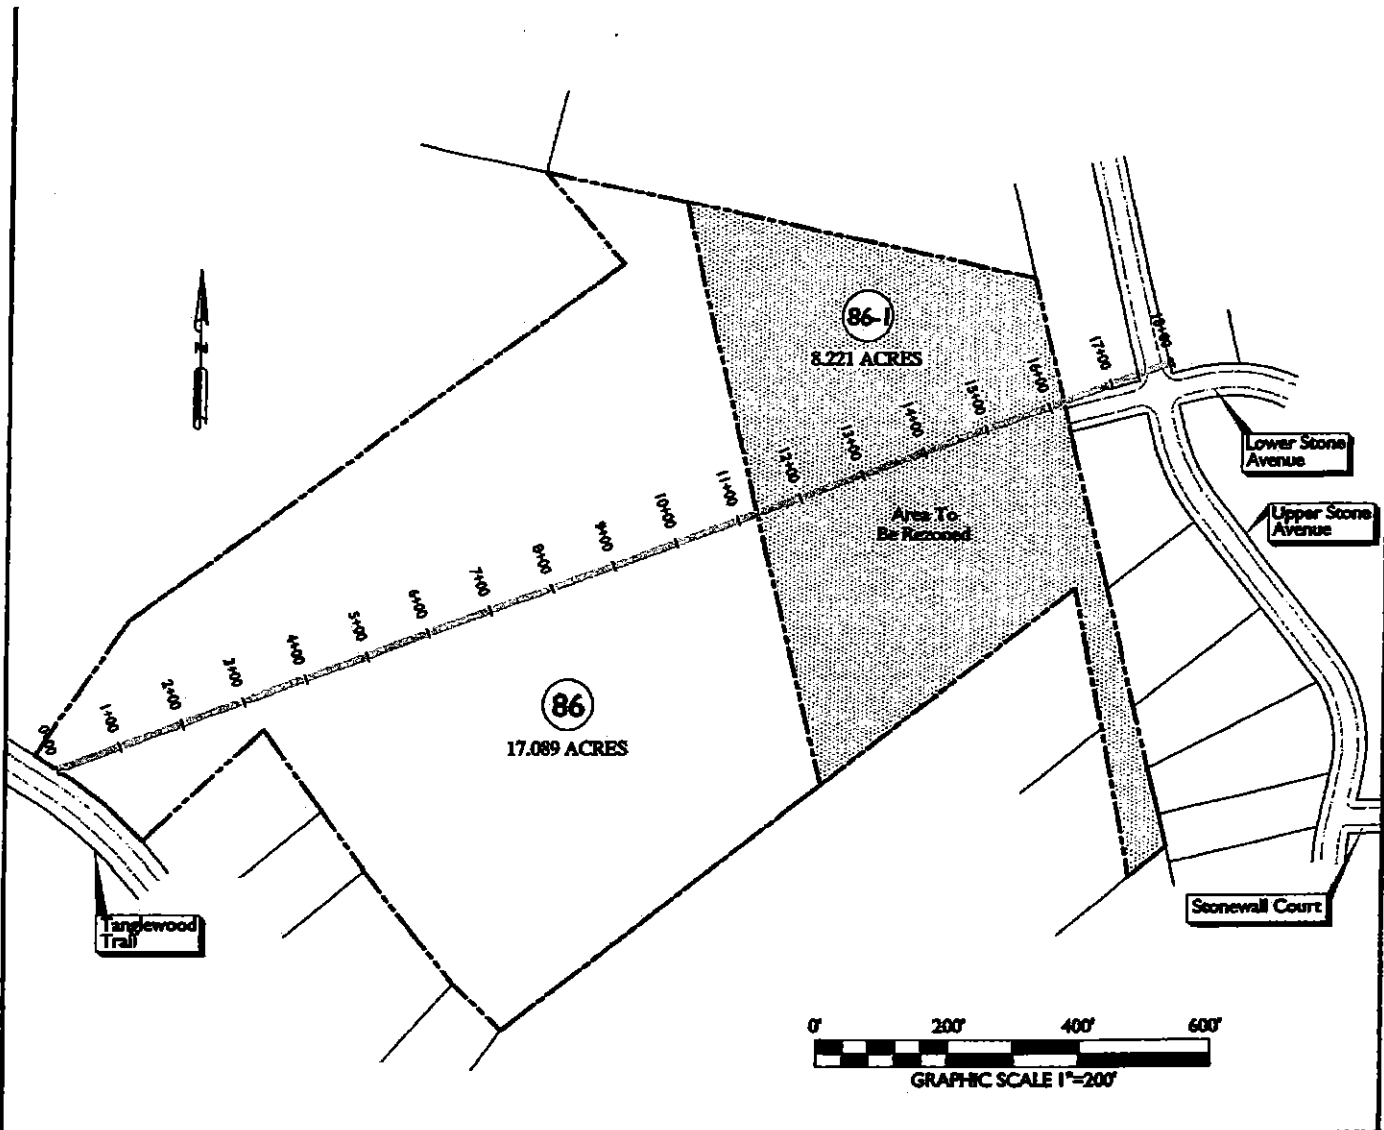 N
86-1
8.221 ACRES
18+00
17+00
16+00
15+00
14+00
13+00
12+00
11+00
10+00
9+00
8+00
7+00
6+00
5+00
4+00
3+00
2+00
1+00
0+00
Lower Stone
Avenue
Upper Stone
Avenue
Area To
Be Rezoned
86
17.089 ACRES
Tanglewood
Trail
Stonewall Court
0' 200' 400' 600'
GRAPHIC SCALE 1"=200'